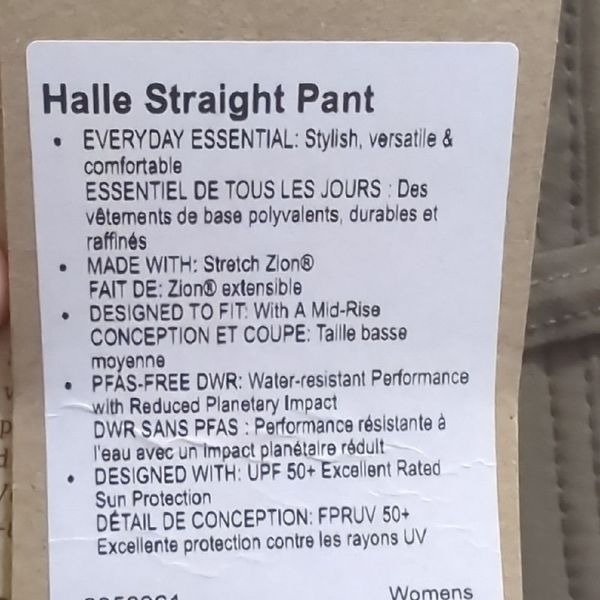 Halle Straight Pant
• EVERYDAY ESSENTIAL: Stylish, versatile &
comfortable
ESSENTIEL DE TOUS LES JOURS : Des
vêtements de base polyvalents, durables et
raffinés
• MADE WITH: Stretch Zion®
FAIT DE: Zion® extensible
• DESIGNED TO FIT: With A Mid-Rise
CONCEPTION ET COUPE: Taille basse
moyenne
• PFAS-FREE DWR: Water-resistant Performance
with Reduced Planetary Impact
DWR SANS PFAS : Performance résistante à
l'eau avec un impact planétaire réduit
• DESIGNED WITH: UPF 50+ Excellent Rated
Sun Protection
DÉTAIL DE CONCEPTION: FPRUV 50+
Excellente protection contre les rayons UV
Womens